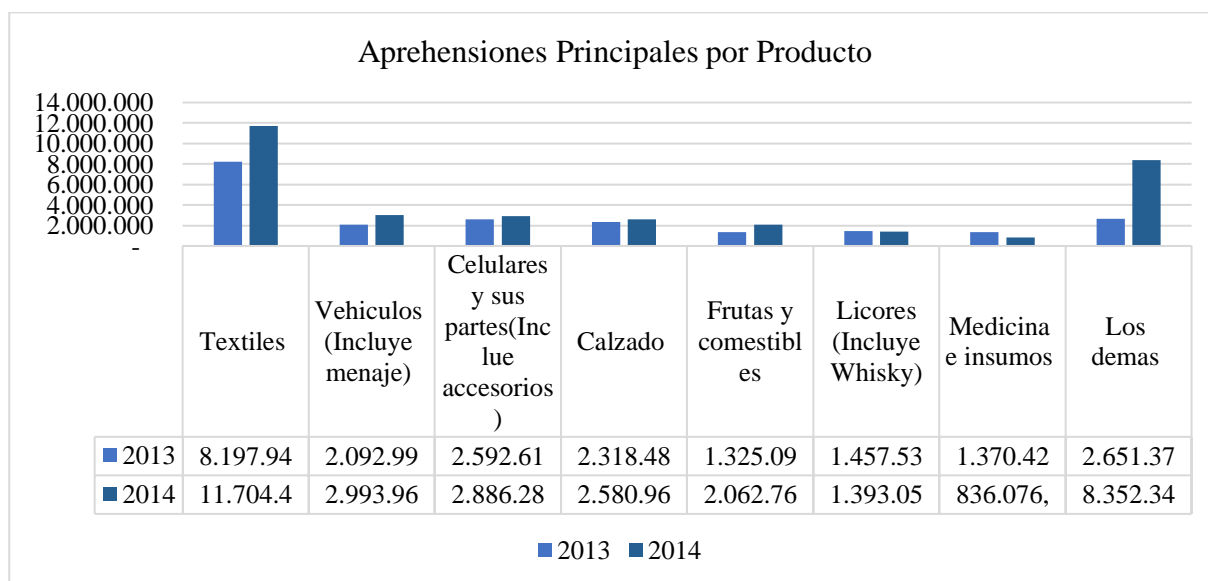 Aprehensiones Principales por Producto
14.000.000
12.000.000
10.000.000
8.000.000
6.000.000
4.000.000
2.000.000
-
Textiles
Vehiculos
(Incluye
menaje)
Celulares
y sus
partes(Inc
lue
accesorios
)
Calzado
Frutas y
comestibl
es
Licores
(Incluye
Whisky)
Medicina
e insumos
Los
demas
2013 8.197.94 2.092.99 2.592.61 2.318.48 1.325.09 1.457.53 1.370.42 2.651.37
2014 11.704.4 2.993.96 2.886.28 2.580.96 2.062.76 1.393.05 836.076, 8.352.34
2013 2014